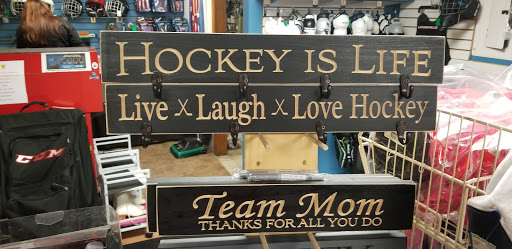 HOCKEY IS LIFE
Live X Laugh X Love Hockey
CCM
Team Mom
THANKS FOR ALL YOU DO